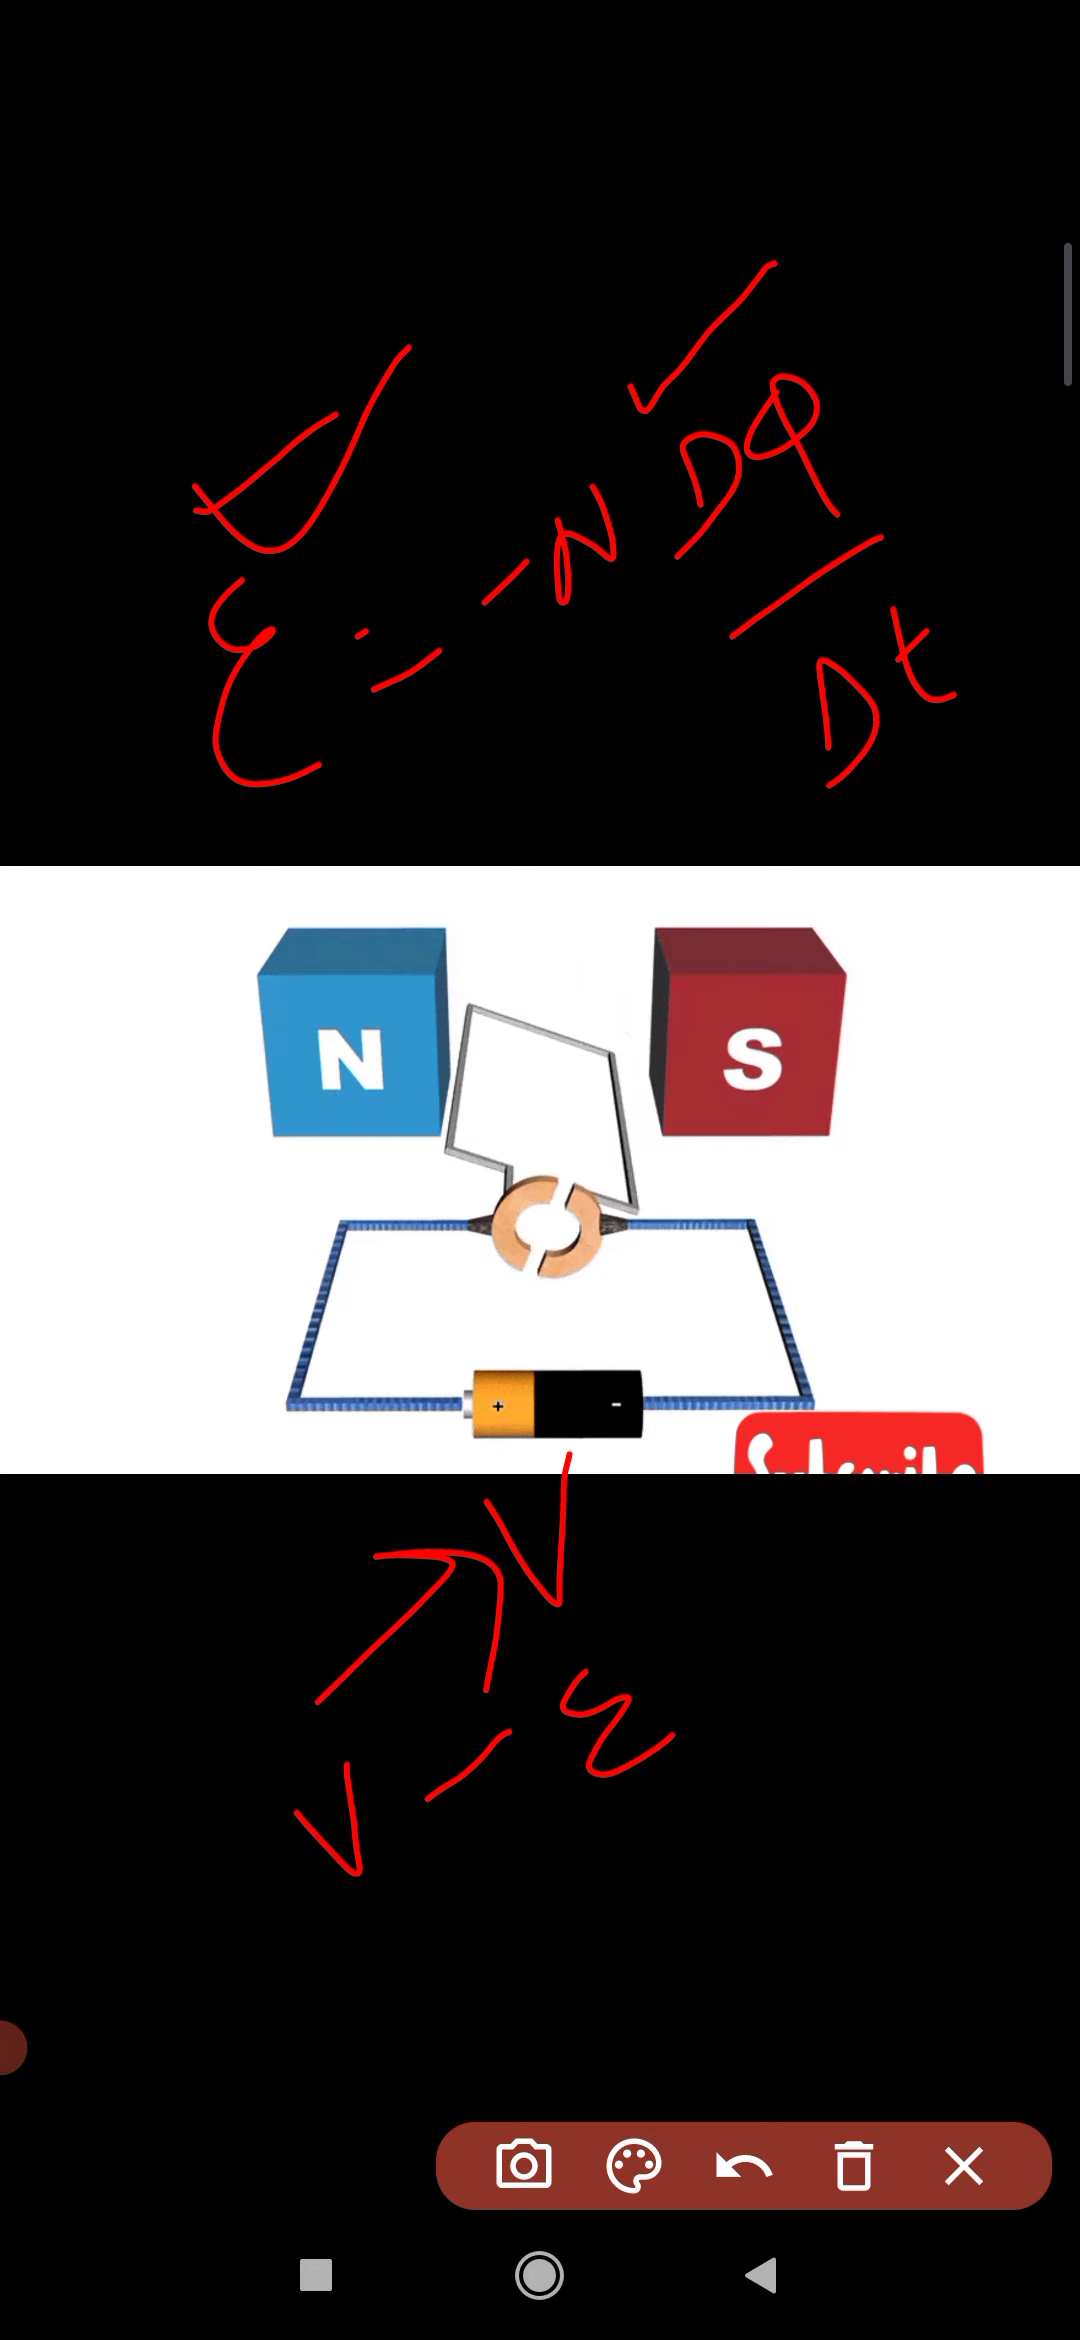 ε = -N Dφ / Dt
N
S
+ -
V
V - ε